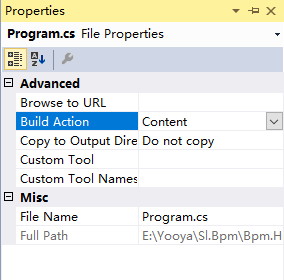 Properties
Program.cs File Properties
Advanced
Browse to URL
Build Action Content
Copy to Output Dire Do not copy
Custom Tool
Custom Tool Names
Misc
File Name Program.cs
Full Path E:\Yooya\Sl.Bpm\Bpm.H